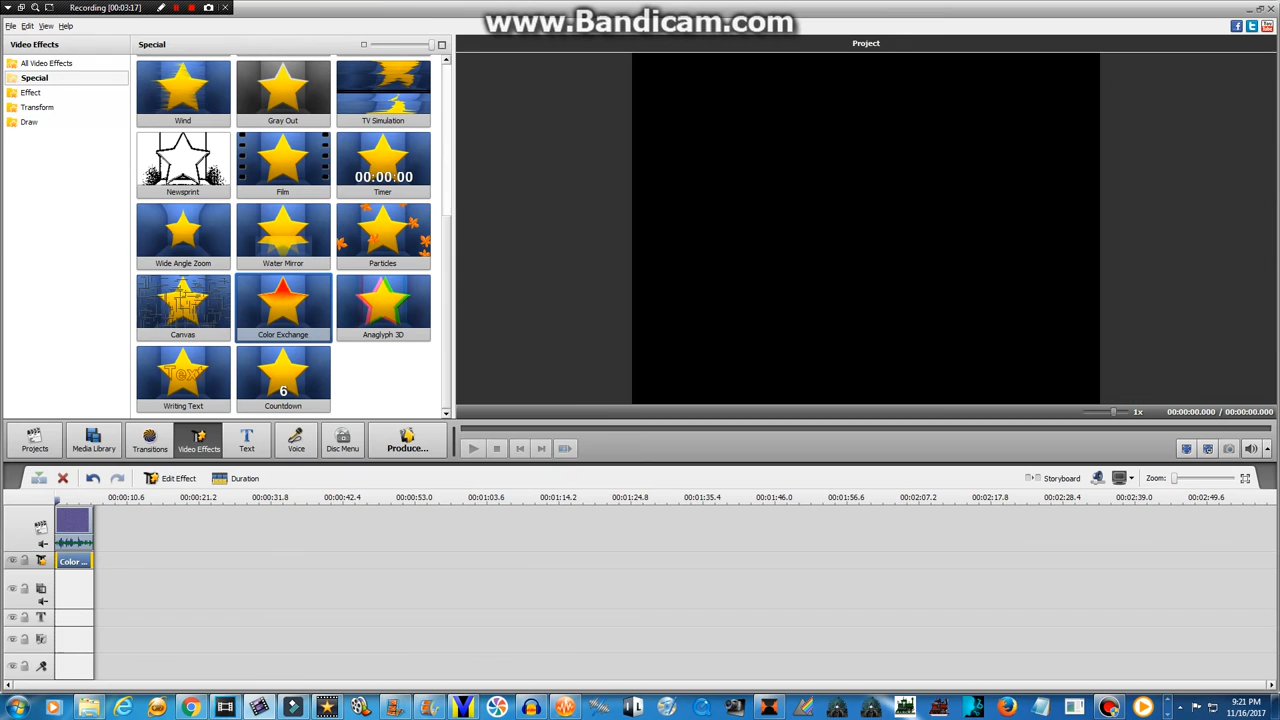 Recording [00:03:17]
www.Bandicam.com
File Edit View Help
Video Effects
Special
Project
All Video Effects
Special
Effect
Transform
Draw
Wind
Gray Out
TV Simulation
00:00:00
Newsprint
Film
Timer
Wide Angle Zoom
Water Mirror
Particles
Canvas
Color Exchange
Anaglyph 3D
Text
6
Writing Text
Countdown
1x 00:00:00.000 / 00:00:00.000
Projects
Media Library
Transitions
Video Effects
Text
Voice
Disc Menu
Produce...
Edit Effect
Duration
Storyboard
Zoom:
00:00:10.6 00:00:21.2 00:00:31.8 00:00:42.4 00:00:53.0 00:01:03.6 00:01:14.2 00:01:24.8 00:01:35.4 00:01:46.0 00:01:56.6 00:02:07.2 00:02:17.8 00:02:28.4 00:02:39.0 00:02:49.6
Color ...
T
9:21 PM
11/16/2017